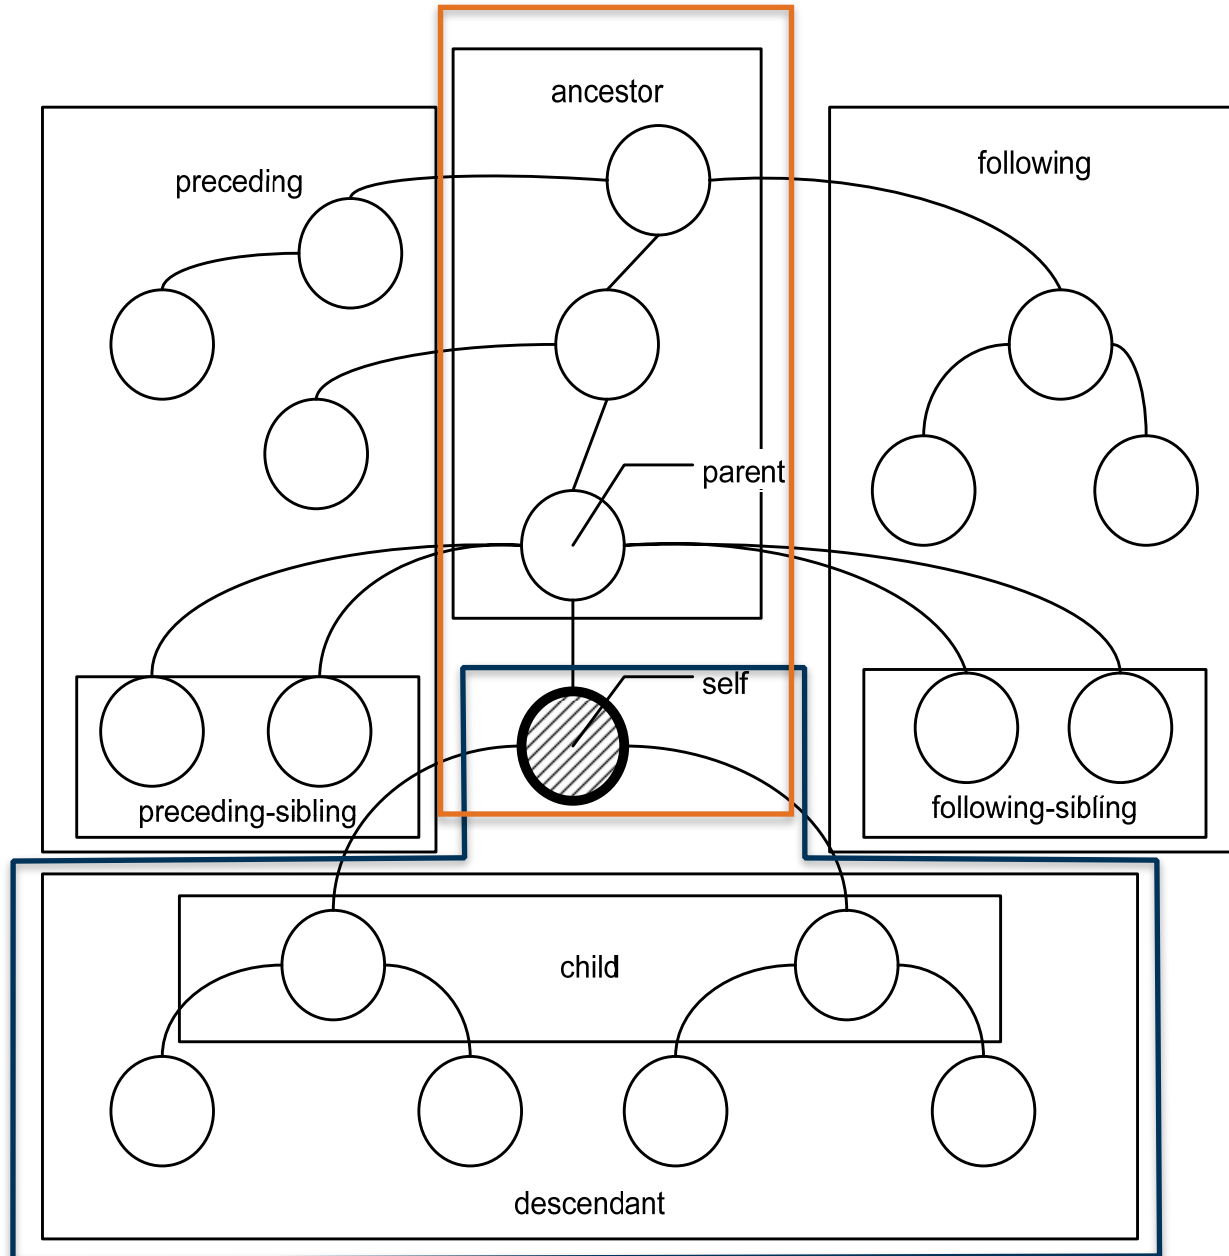 ancestor
preceding
following
parent
self
preceding-sibling
following-sibling
child
descendant